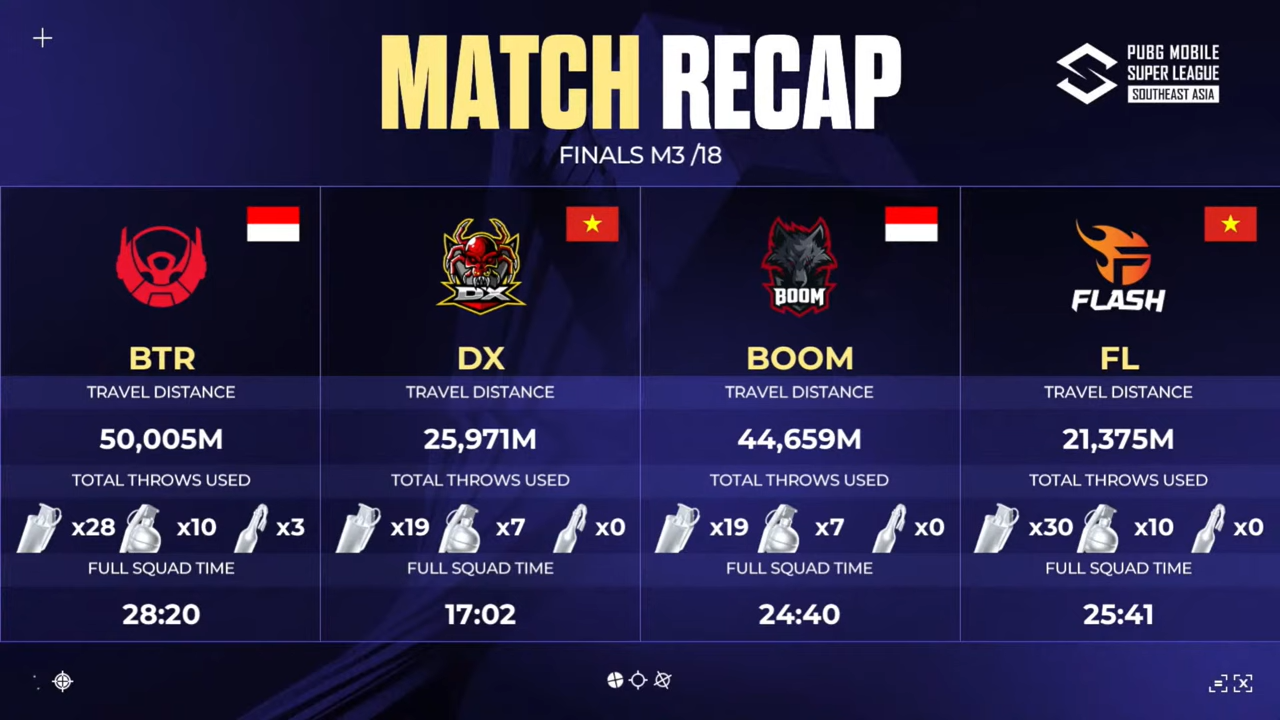 MATCH RECAP
FINALS M3 /18
PUBG MOBILE
SUPER LEAGUE
SOUTHEAST ASIA
DX
BOOM
FLASH
BTR
DX
BOOM
FL
TRAVEL DISTANCE
TRAVEL DISTANCE
TRAVEL DISTANCE
TRAVEL DISTANCE
50,005M
25,971M
44,659M
21,375M
TOTAL THROWS USED
TOTAL THROWS USED
TOTAL THROWS USED
TOTAL THROWS USED
x28 x10 x3
x19 x7 x0
x19 x7 x0
x30 x10 x0
FULL SQUAD TIME
FULL SQUAD TIME
FULL SQUAD TIME
FULL SQUAD TIME
28:20
17:02
24:40
25:41